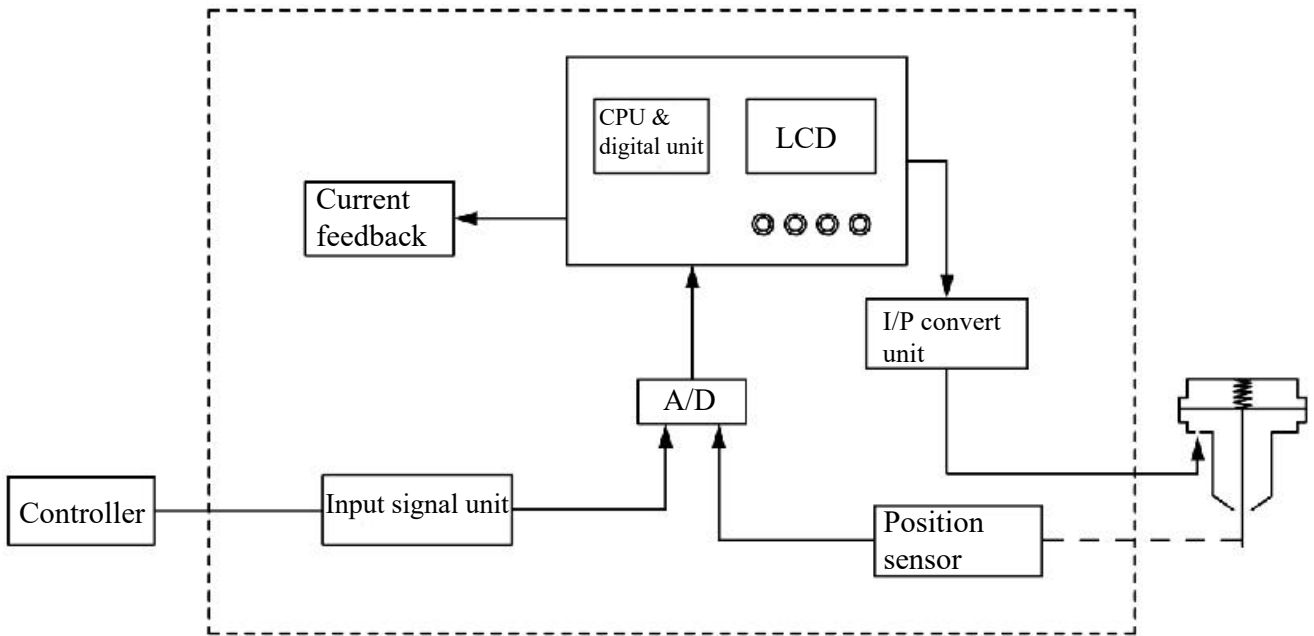 CPU &
digital unit
LCD
Current
feedback
I/P convert
unit
A/D
Controller
Input signal unit
Position
sensor